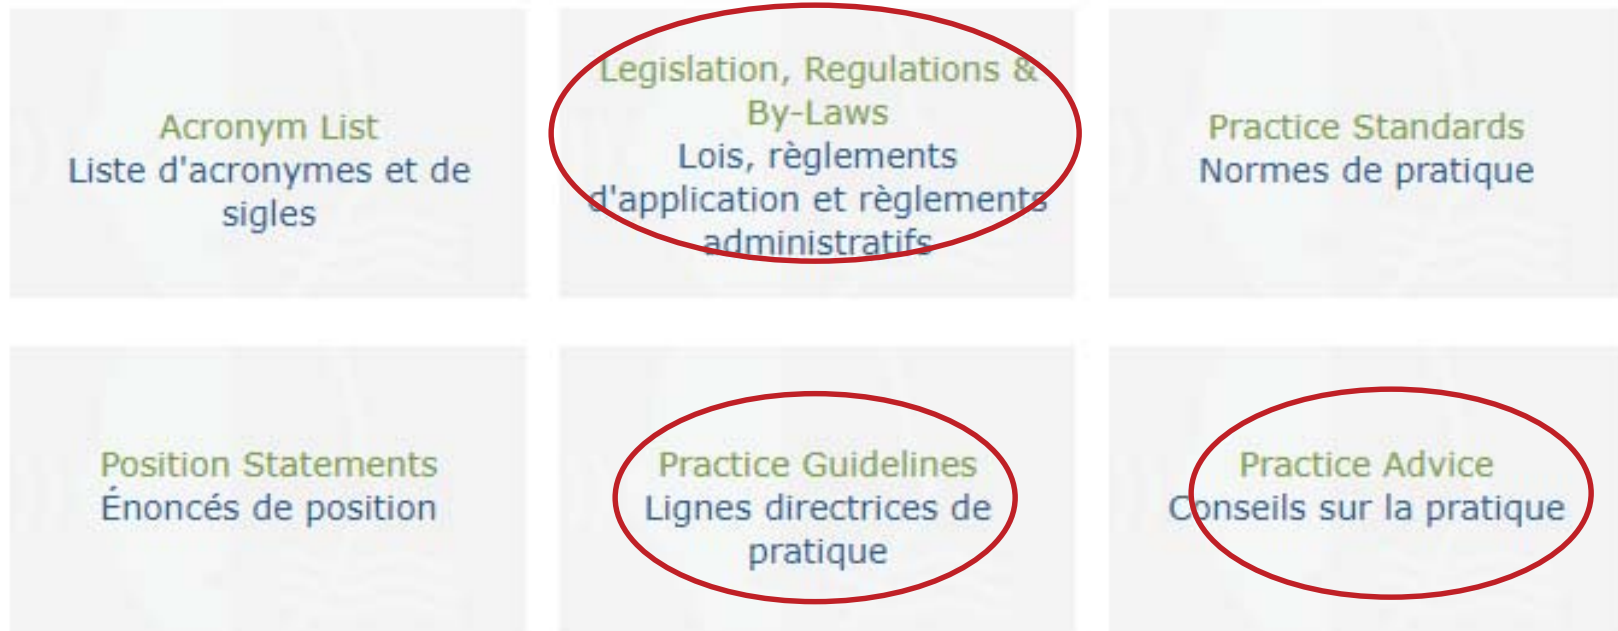 Acronym List
Liste d'acronymes et de
sigles
Legislation, Regulations &
By-Laws
Lois, règlements
d'application et règlements
administratifs
Practice Standards
Normes de pratique
Position Statements
Énoncés de position
Practice Guidelines
Lignes directrices de
pratique
Practice Advice
Conseils sur la pratique